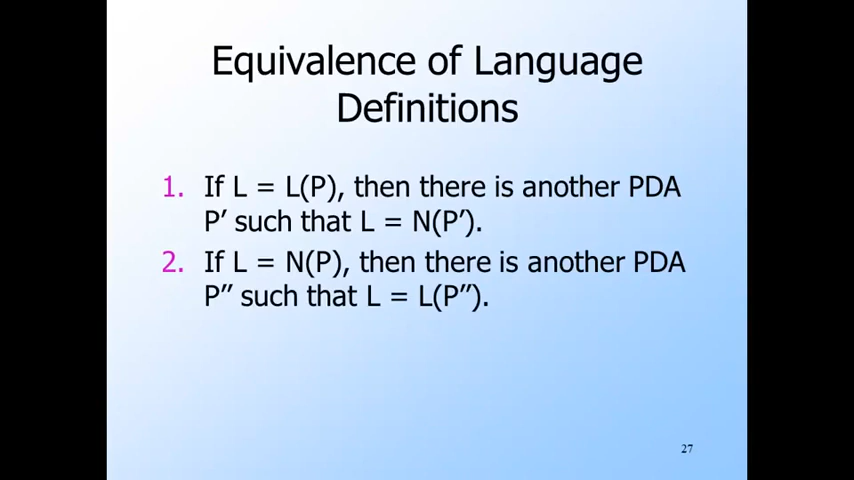 Equivalence of Language
Definitions
1. If L = L(P), then there is another PDA
P’ such that L = N(P’).
2. If L = N(P), then there is another PDA
P’’ such that L = L(P’’).
27